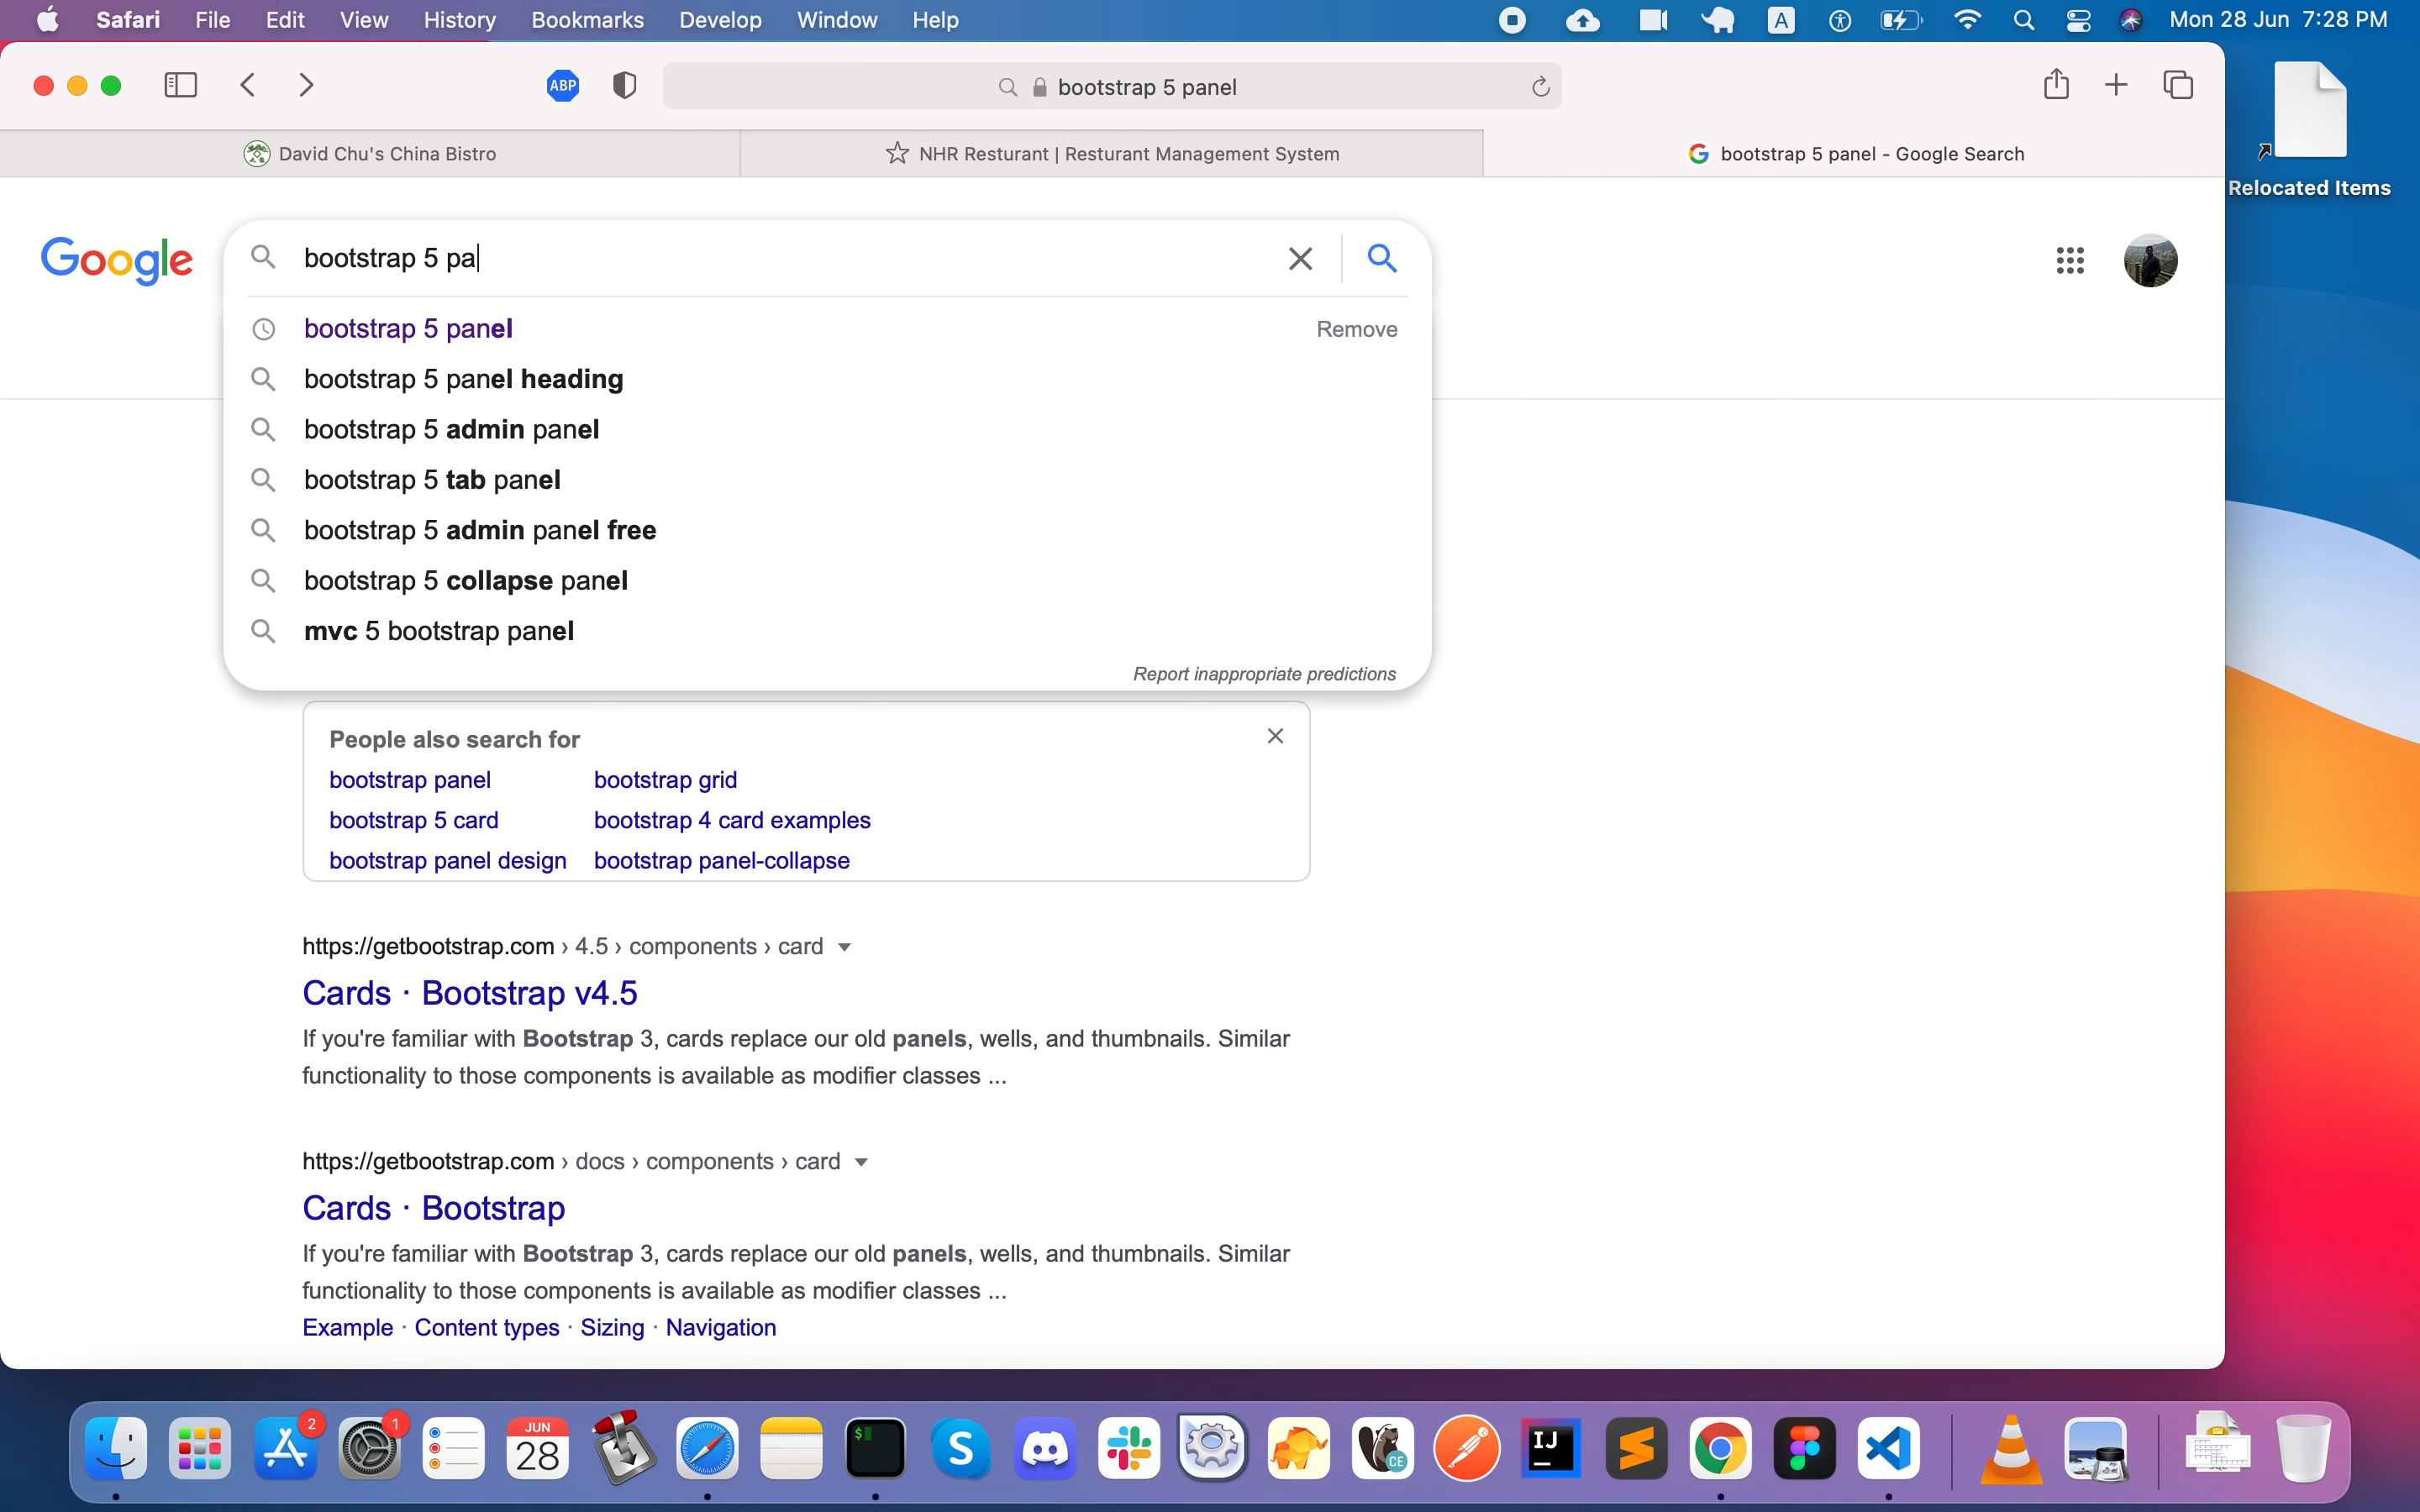 Safari File Edit View History Bookmarks Develop Window Help A Mon 28 Jun 7:28 PM
ABP bootstrap 5 panel
David Chu's China Bistro NHR Resturant | Resturant Management System bootstrap 5 panel - Google Search
Relocated Items
Google bootstrap 5 pa
bootstrap 5 panel Remove
bootstrap 5 panel heading
bootstrap 5 admin panel
bootstrap 5 tab panel
bootstrap 5 admin panel free
bootstrap 5 collapse panel
mvc 5 bootstrap panel
Report inappropriate predictions
People also search for
bootstrap panel bootstrap grid
bootstrap 5 card bootstrap 4 card examples
bootstrap panel design bootstrap panel-collapse
https://getbootstrap.com › 4.5 › components › card
Cards · Bootstrap v4.5
If you're familiar with Bootstrap 3, cards replace our old panels, wells, and thumbnails. Similar
functionality to those components is available as modifier classes ...
https://getbootstrap.com › docs › components › card
Cards · Bootstrap
If you're familiar with Bootstrap 3, cards replace our old panels, wells, and thumbnails. Similar
functionality to those components is available as modifier classes ...
Example · Content types · Sizing · Navigation
2 1 JUN 28 $ S CE IJ